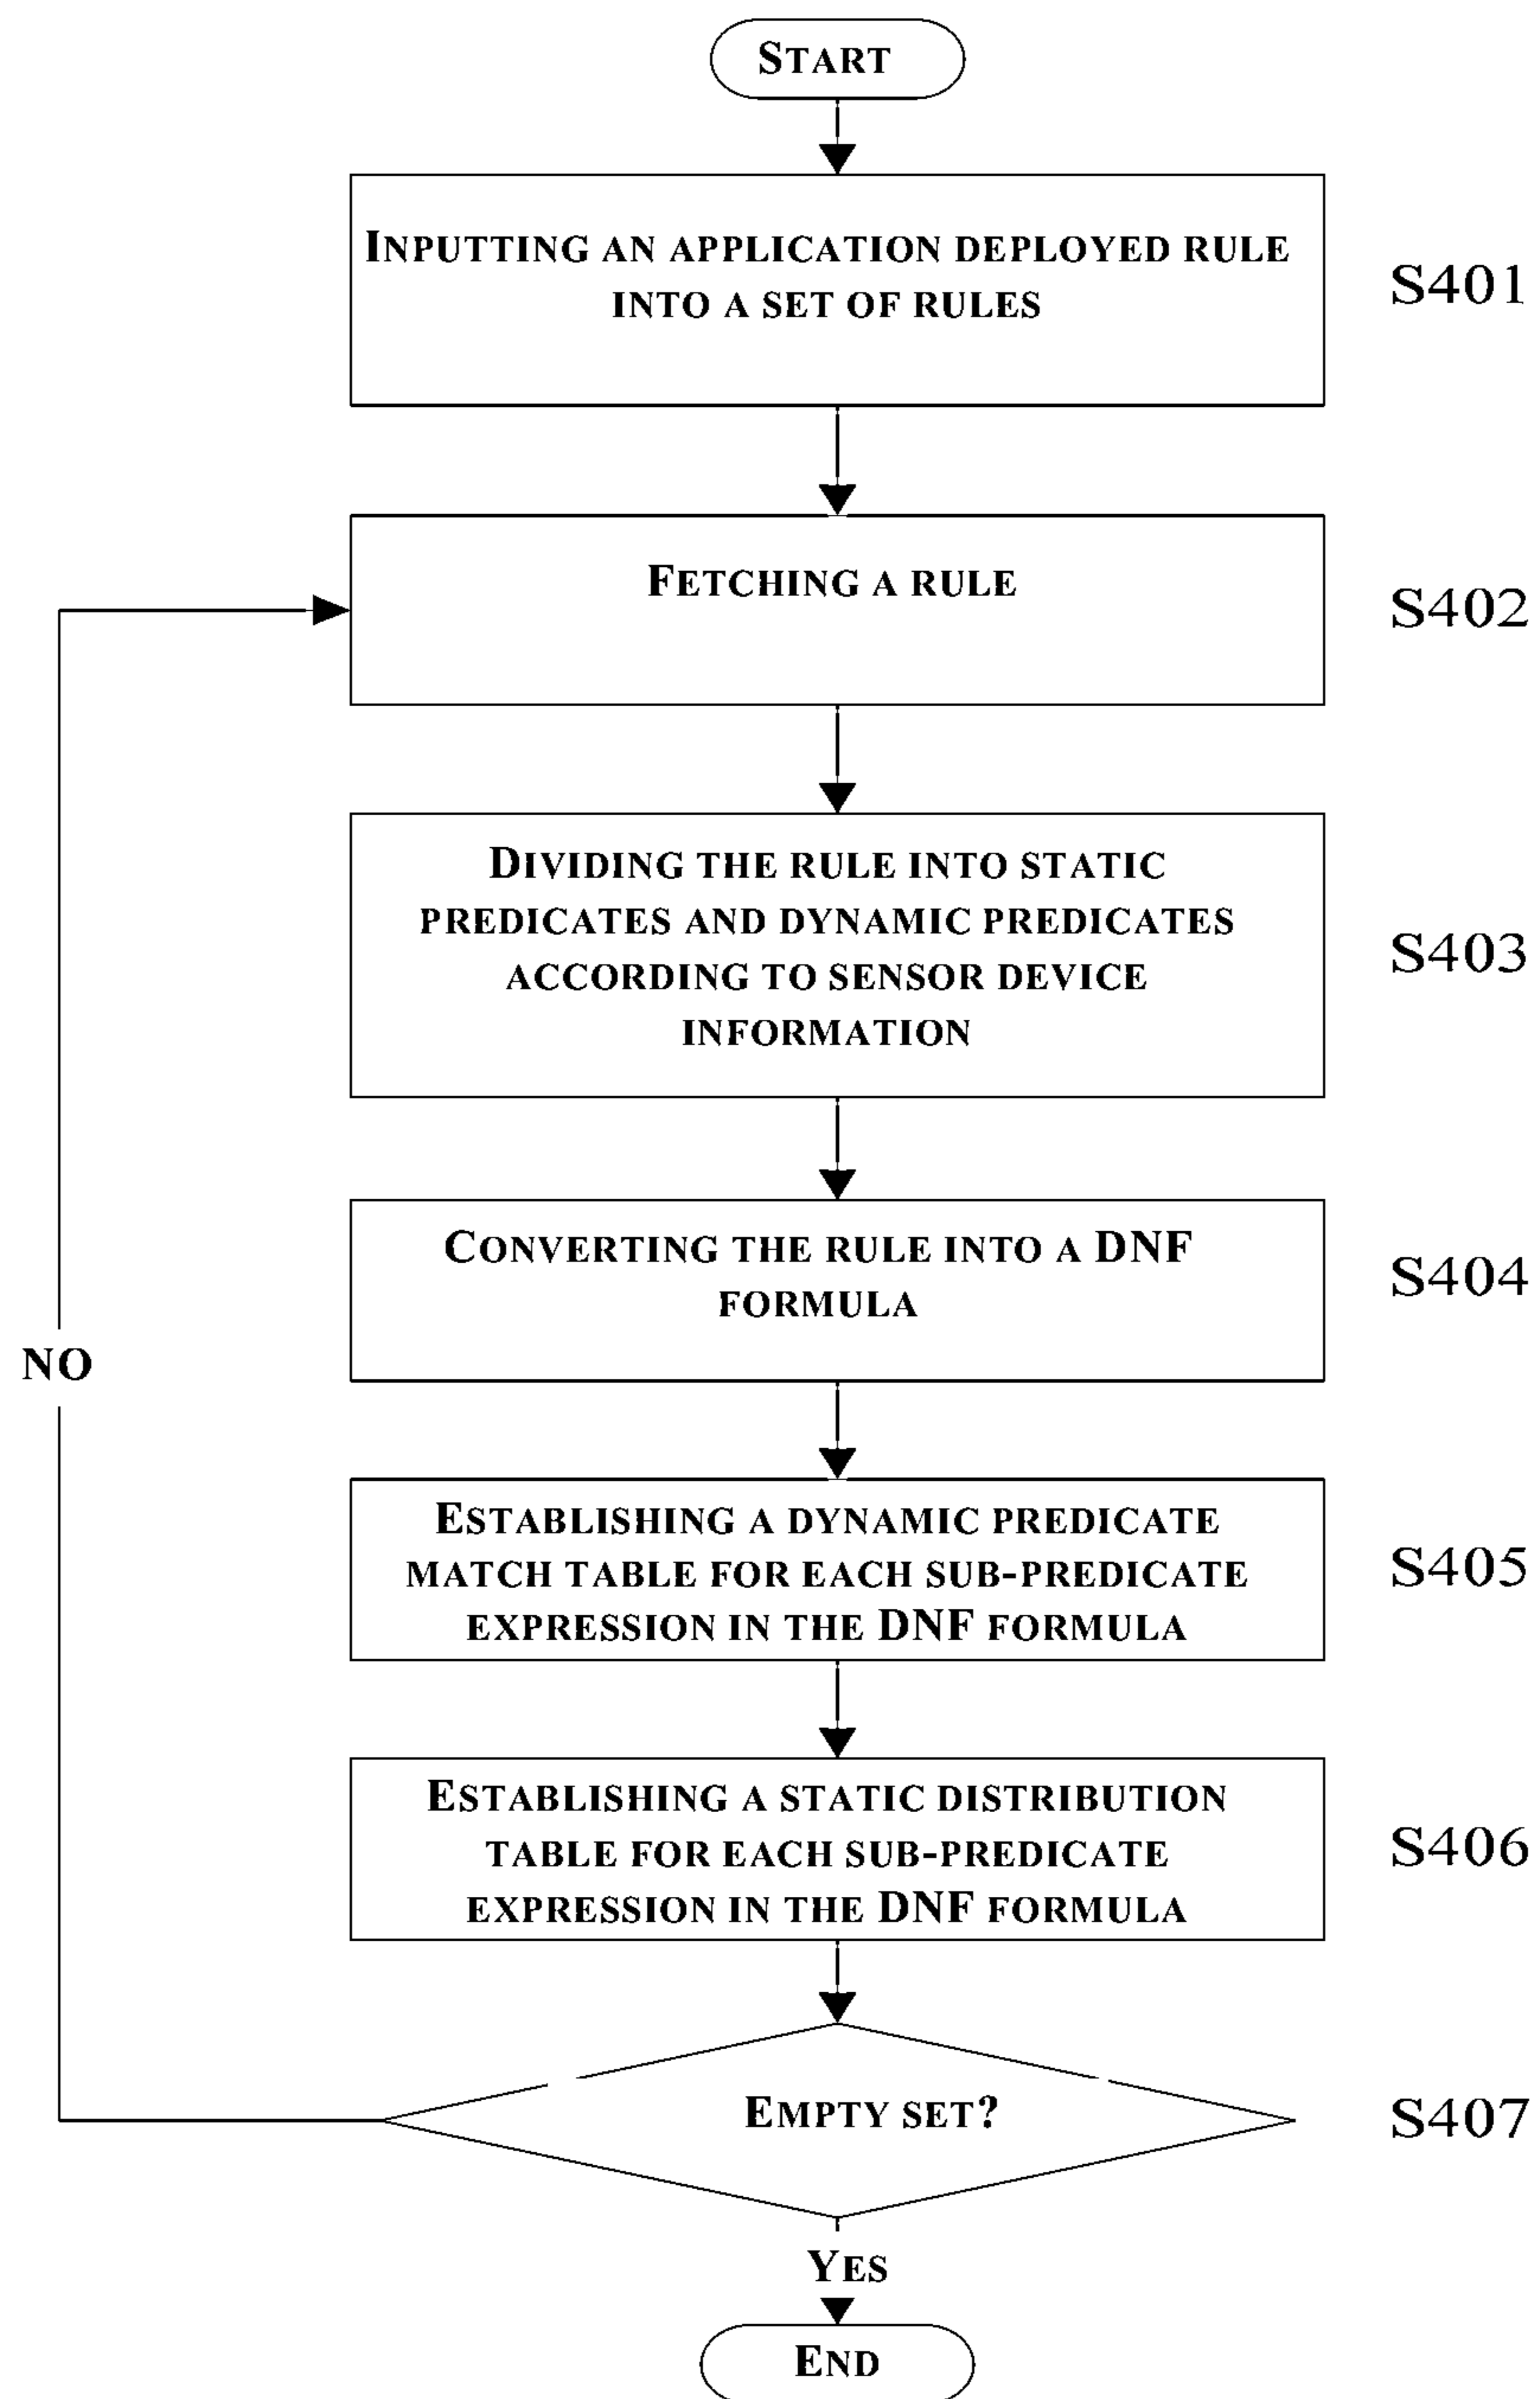 START
INPUTTING AN APPLICATION DEPLOYED RULE
INTO A SET OF RULES
S401
FETCHING A RULE
S402
DIVIDING THE RULE INTO STATIC
PREDICATES AND DYNAMIC PREDICATES
ACCORDING TO SENSOR DEVICE
INFORMATION
S403
CONVERTING THE RULE INTO A DNF
FORMULA
S404
NO
ESTABLISHING A DYNAMIC PREDICATE
MATCH TABLE FOR EACH SUB-PREDICATE
EXPRESSION IN THE DNF FORMULA
S405
ESTABLISHING A STATIC DISTRIBUTION
TABLE FOR EACH SUB-PREDICATE
EXPRESSION IN THE DNF FORMULA
S406
EMPTY SET?
S407
YES
END